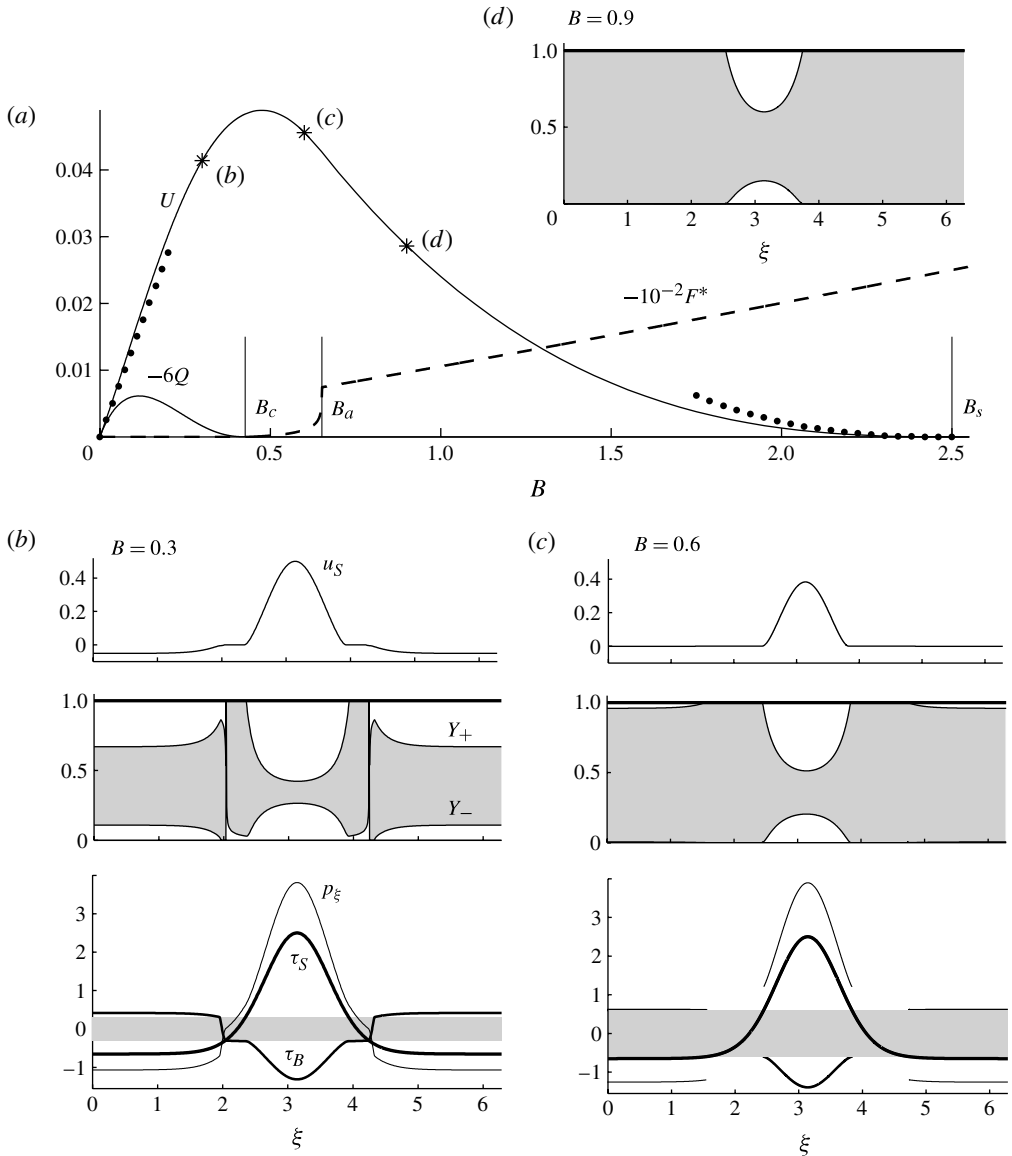 (d) B = 0.9
1.0
0.5
0 1 2 3 4 5 6
ξ
(a)
0.04
0.03
0.02
0.01
U
(b)
(c)
(d)
−6Q
B_c
B_a
−10^{−2}F*
B_s
0 0.5 1.0 1.5 2.0 2.5
B
(b) B = 0.3
0.4
0.2
0
u_S
1.0
0.5
0
Y_+
Y_−
3
2
1
0
−1
p_ξ
τ_S
τ_B
0 1 2 3 4 5 6
ξ
(c) B = 0.6
0.4
0.2
0
1.0
0.5
0
3
2
1
0
−1
0 1 2 3 4 5 6
ξ